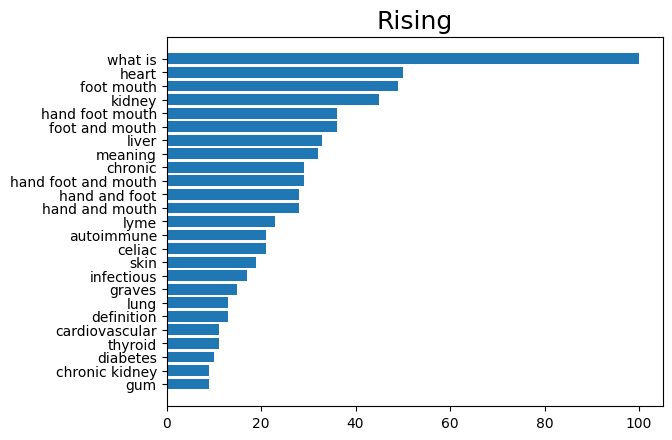 Rising
what is
heart
foot mouth
kidney
hand foot mouth
foot and mouth
liver
meaning
chronic
hand foot and mouth
hand and foot
hand and mouth
lyme
autoimmune
celiac
skin
infectious
graves
lung
definition
cardiovascular
thyroid
diabetes
chronic kidney
gum
0 20 40 60 80 100